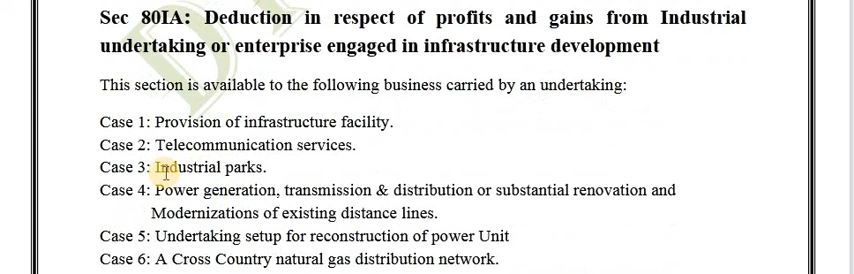 Sec 80IA: Deduction in respect of profits and gains from Industrial
undertaking or enterprise engaged in infrastructure development
This section is available to the following business carried by an undertaking:
Case 1: Provision of infrastructure facility.
Case 2: Telecommunication services.
Case 3: Industrial parks.
Case 4: Power generation, transmission & distribution or substantial renovation and
Modernizations of existing distance lines.
Case 5: Undertaking setup for reconstruction of power Unit
Case 6: A Cross Country natural gas distribution network.